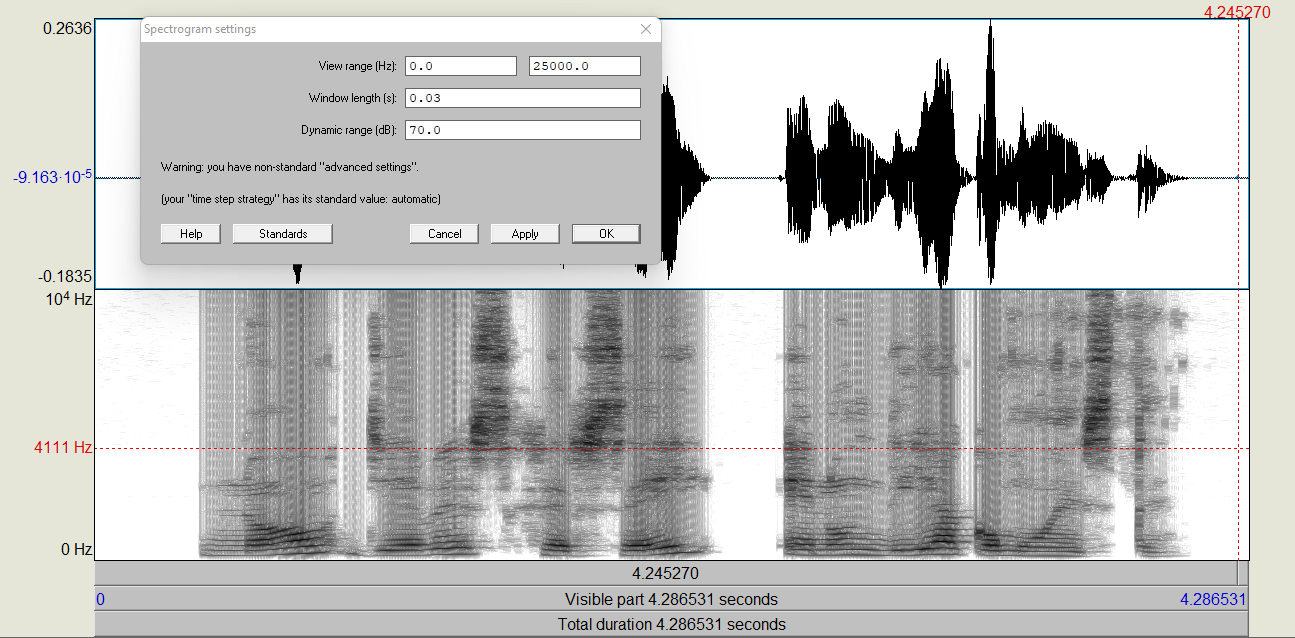 4.245270
0.2636
Spectrogram settings
View range (Hz): 0.0 25000.0
Window length (s): 0.03
Dynamic range (dB): 70.0
Warning: you have non-standard "advanced settings".
-9.163·10⁻⁵
(your "time step strategy" has its standard value: automatic)
Help Standards Cancel Apply OK
-0.1835
10⁴ Hz
4111 Hz
0 Hz
4.245270
0 Visible part 4.286531 seconds 4.286531
Total duration 4.286531 seconds